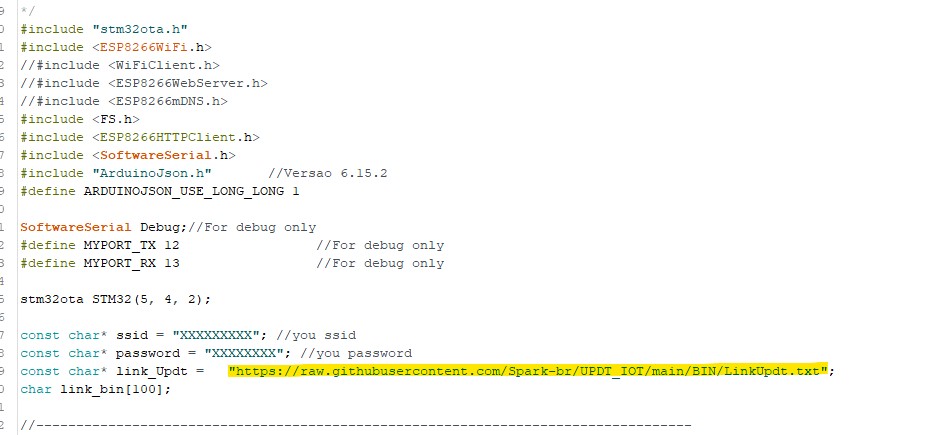 9 */
0 #include "stm32ota.h"
1 #include <ESP8266WiFi.h>
2 //#include <WiFiClient.h>
3 //#include <ESP8266WebServer.h>
4 //#include <ESP8266mDNS.h>
5 #include <FS.h>
6 #include <ESP8266HTTPClient.h>
7 #include <SoftwareSerial.h>
8 #include "ArduinoJson.h"       //Versao 6.15.2
9 #define ARDUINOJSON_USE_LONG_LONG 1
0
1 SoftwareSerial Debug;//For debug only
2 #define MYPORT_TX 12                 //For debug only
3 #define MYPORT_RX 13                 //For debug only
4
5 stm32ota STM32(5, 4, 2);
6
7 const char* ssid = "XXXXXXXXX"; //you ssid
8 const char* password = "XXXXXXXX"; //you password
9 const char* link_Updt =   "https://raw.githubusercontent.com/Spark-br/UPDT_IOT/main/BIN/LinkUpdt.txt";
0 char link_bin[100];
1
2 //----------------------------------------------------------------------------------